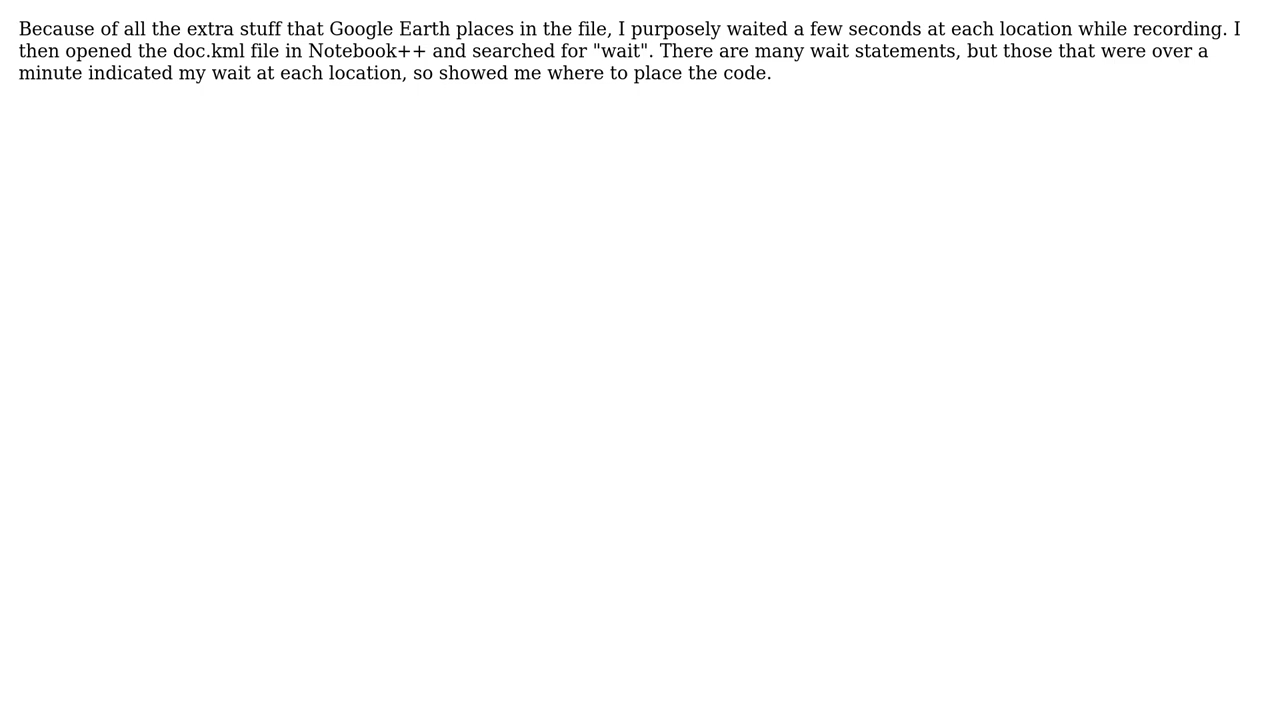 Because of all the extra stuff that Google Earth places in the file, I purposely waited a few seconds at each location while recording. I
then opened the doc.kml file in Notebook++ and searched for "wait". There are many wait statements, but those that were over a
minute indicated my wait at each location, so showed me where to place the code.